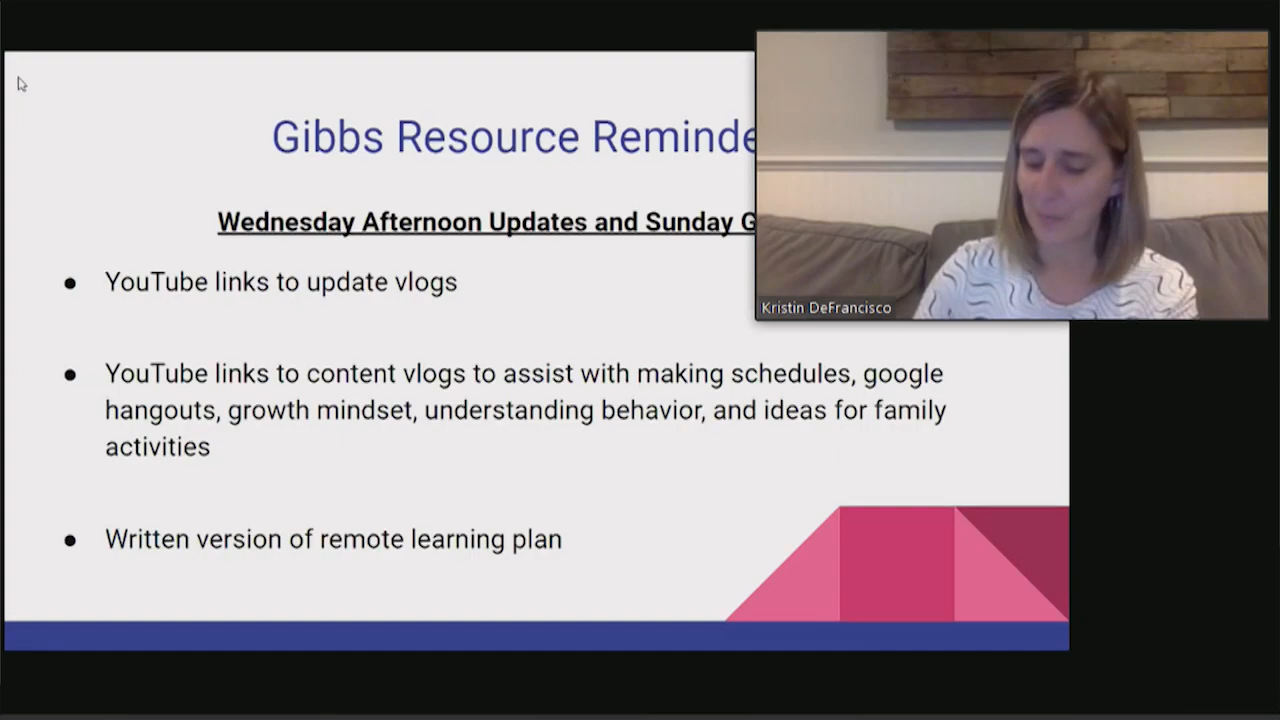 Gibbs Resource
Wednesday Afternoon Updates and Sunday
Kristin DeFrancisco
● YouTube links to update vlogs
● YouTube links to content vlogs to assist with making schedules, google
hangouts, growth mindset, understanding behavior, and ideas for family
activities
● Written version of remote learning plan